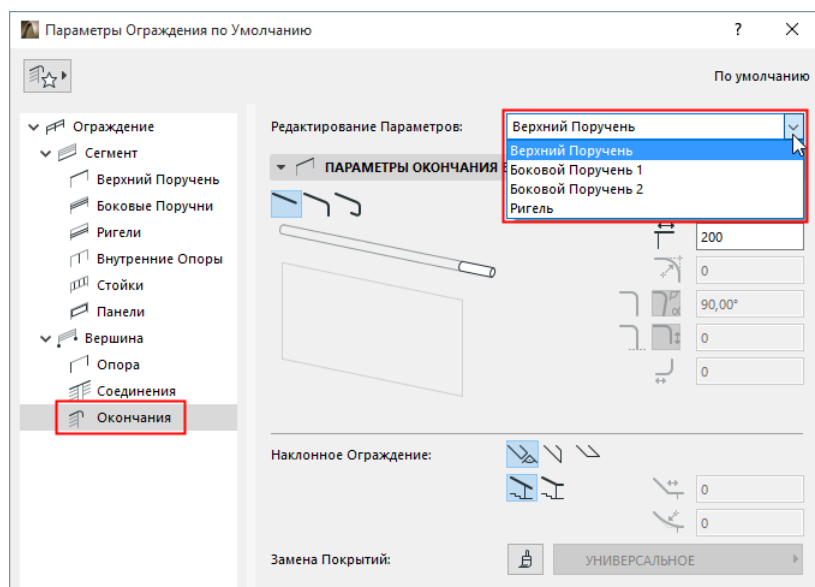 Параметры Ограждения по Умолчанию
?
По умолчанию
Ограждение
Сегмент
Верхний Поручень
Боковые Поручни
Ригели
Внутренние Опоры
Стойки
Панели
Вершина
Опора
Соединения
Окончания
Редактирование Параметров:
Верхний Поручень
Верхний Поручень
Боковой Поручень 1
Боковой Поручень 2
Ригель
ПАРАМЕТРЫ ОКОНЧАНИЯ
200
0
90,00°
0
0
Наклонное Ограждение:
0
0
Замена Покрытий:
УНИВЕРСАЛЬНОЕ